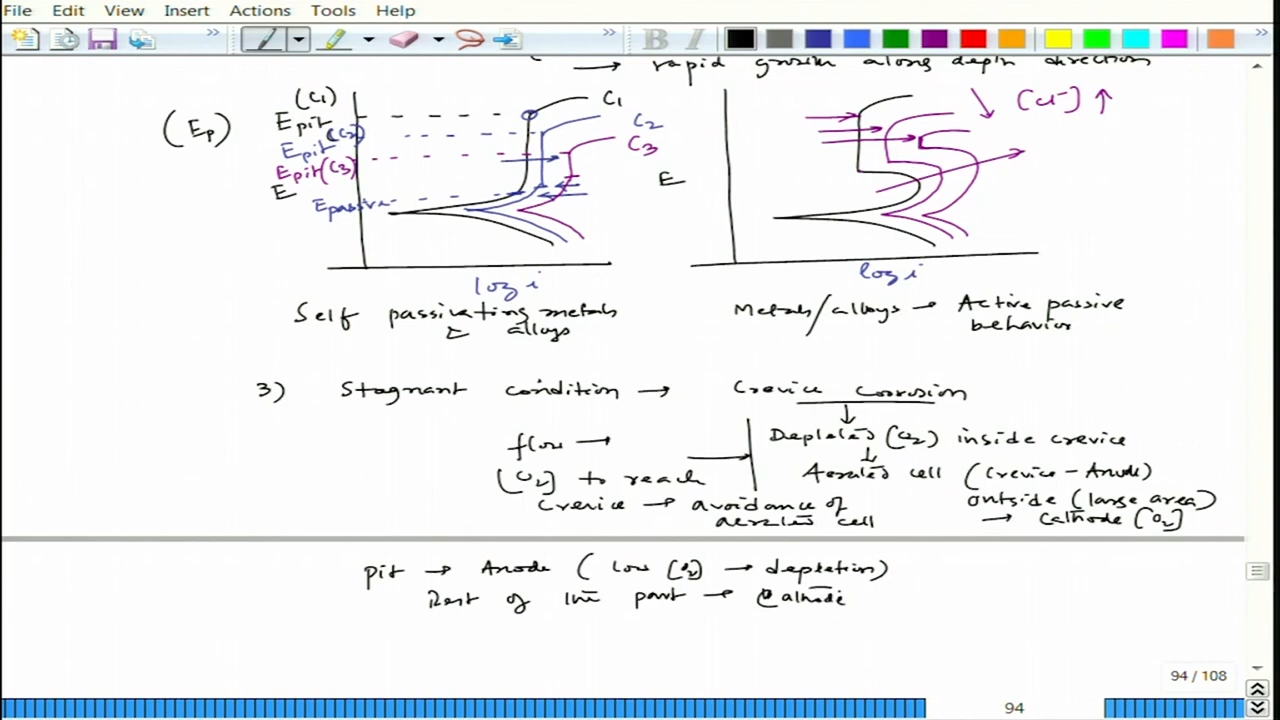 File Edit View Insert Actions Tools Help
B I
→ rapid growth along depth direction
(C1)
Epit
(Ep)
Epit (C2)
Epit (C3)
E
Epassive
C1
C2
C3
log i
Self passivating metals
Σ alloys
[Cl-] ↑
E
log i
Metals/alloys → Active passive
behavior
3) Stagnant condition → Crevice Corrosion
flow →
[O2] to reach
Crevice → avoidance of
aerated cell
Depleted [O2] inside crevice
Aerated cell (Crevice - Anode)
outside (large area)
→ Cathode [O2]
pit → Anode ( low [O2] → depletion)
Rest of the part → Cathode
94 / 108
94